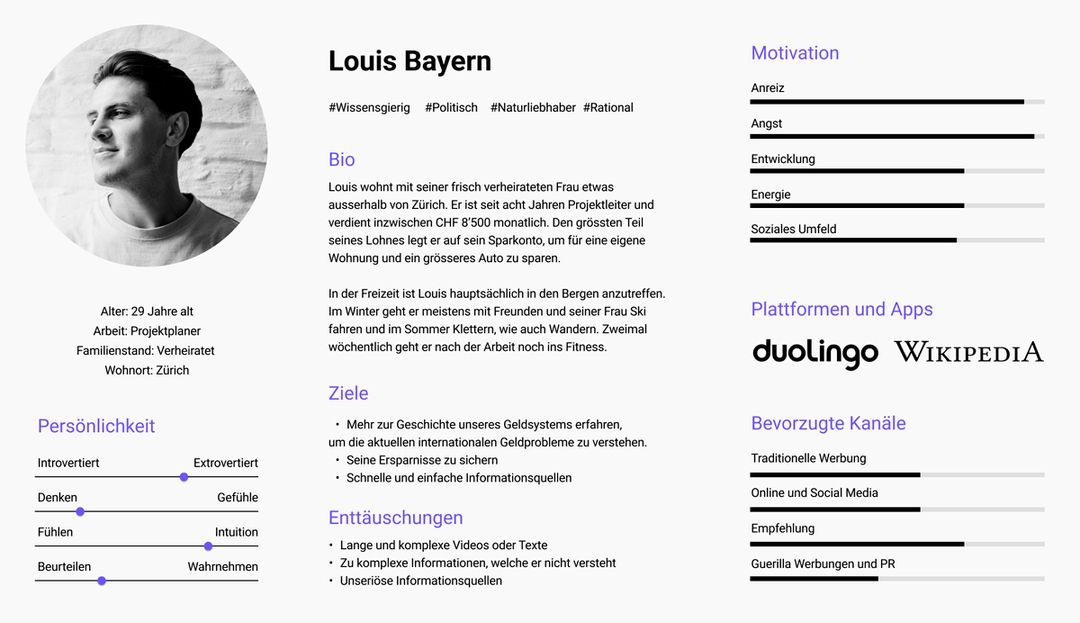 Alter: 29 Jahre alt
Arbeit: Projektplaner
Familienstand: Verheiratet
Wohnort: Zürich
Persönlichkeit
Introvertiert Extrovertiert
Denken Gefühle
Fühlen Intuition
Beurteilen Wahrnehmen
Louis Bayern
#Wissensgierig #Politisch #Naturliebhaber #Rational
Bio
Louis wohnt mit seiner frisch verheirateten Frau etwas
ausserhalb von Zürich. Er ist seit acht Jahren Projektleiter und
verdient inzwischen CHF 8'500 monatlich. Den grössten Teil
seines Lohnes legt er auf sein Sparkonto, um für eine eigene
Wohnung und ein grösseres Auto zu sparen.
In der Freizeit ist Louis hauptsächlich in den Bergen anzutreffen.
Im Winter geht er meistens mit Freunden und seiner Frau Ski
fahren und im Sommer Klettern, wie auch Wandern. Zweimal
wöchentlich geht er nach der Arbeit noch ins Fitness.
Ziele
• Mehr zur Geschichte unseres Geldsystems erfahren,
um die aktuellen internationalen Geldprobleme zu verstehen.
• Seine Ersparnisse zu sichern
• Schnelle und einfache Informationsquellen
Enttäuschungen
• Lange und komplexe Videos oder Texte
• Zu komplexe Informationen, welche er nicht versteht
• Unseriöse Informationsquellen
Motivation
Anreiz
Angst
Entwicklung
Energie
Soziales Umfeld
Plattformen und Apps
duolingo WIKIPEDIA
Bevorzugte Kanäle
Traditionelle Werbung
Online und Social Media
Empfehlung
Guerilla Werbungen und PR